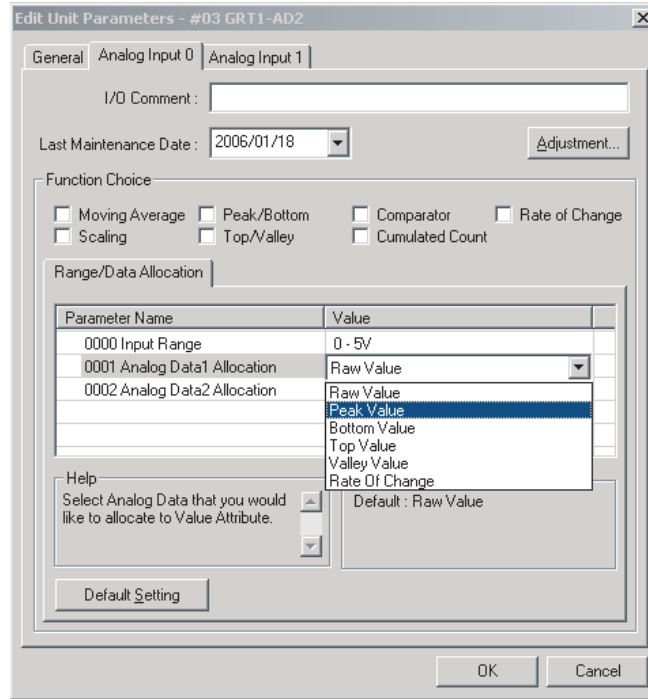 Edit Unit Parameters - #03 GRT1-AD2
General Analog Input 0 Analog Input 1
I/O Comment :
Last Maintenance Date : 2006/01/18 Adjustment...
Function Choice
Moving Average Peak/Bottom Comparator Rate of Change
Scaling Top/Valley Cumulated Count
Range/Data Allocation
Parameter Name Value
0000 Input Range 0 - 5V
0001 Analog Data1 Allocation Raw Value
0002 Analog Data2 Allocation
Raw Value
Peak Value
Bottom Value
Top Value
Valley Value
Rate Of Change
Help
Select Analog Data that you would
like to allocate to Value Attribute.
Default : Raw Value
Default Setting
OK Cancel